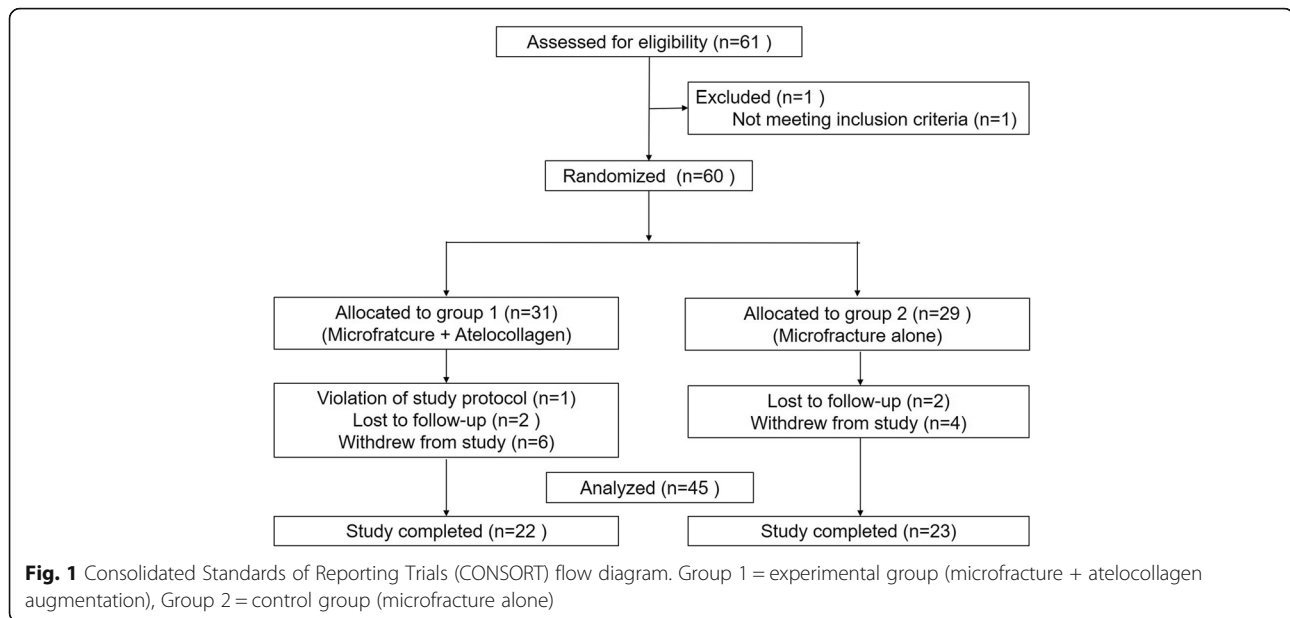 Assessed for eligibility (n=61 )
Excluded (n=1 )
Not meeting inclusion criteria (n=1)
Randomized (n=60 )
Allocated to group 1 (n=31)
(Microfratcure + Atelocollagen)
Allocated to group 2 (n=29 )
(Microfracture alone)
Violation of study protocol (n=1)
Lost to follow-up (n=2 )
Withdrew from study (n=6)
Lost to follow-up (n=2)
Withdrew from study (n=4)
Analyzed (n=45 )
Study completed (n=22 )
Study completed (n=23)
Fig. 1 Consolidated Standards of Reporting Trials (CONSORT) flow diagram. Group 1 = experimental group (microfracture + atelocollagen
augmentation), Group 2 = control group (microfracture alone)